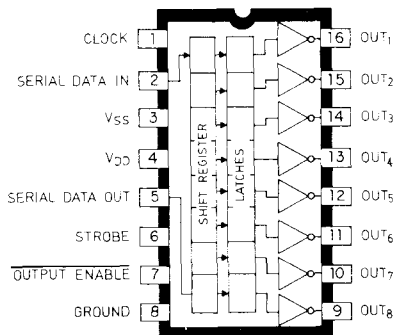 CLOCK 1 16 OUT1
SERIAL DATA IN 2 15 OUT2
VSS 3 14 OUT3
VDD 4 13 OUT4
SERIAL DATA OUT 5 12 OUT5
STROBE 6 11 OUT6
OUTPUT ENABLE 7 10 OUT7
GROUND 8 9 OUT8
SHIFT REGISTER
LATCHES